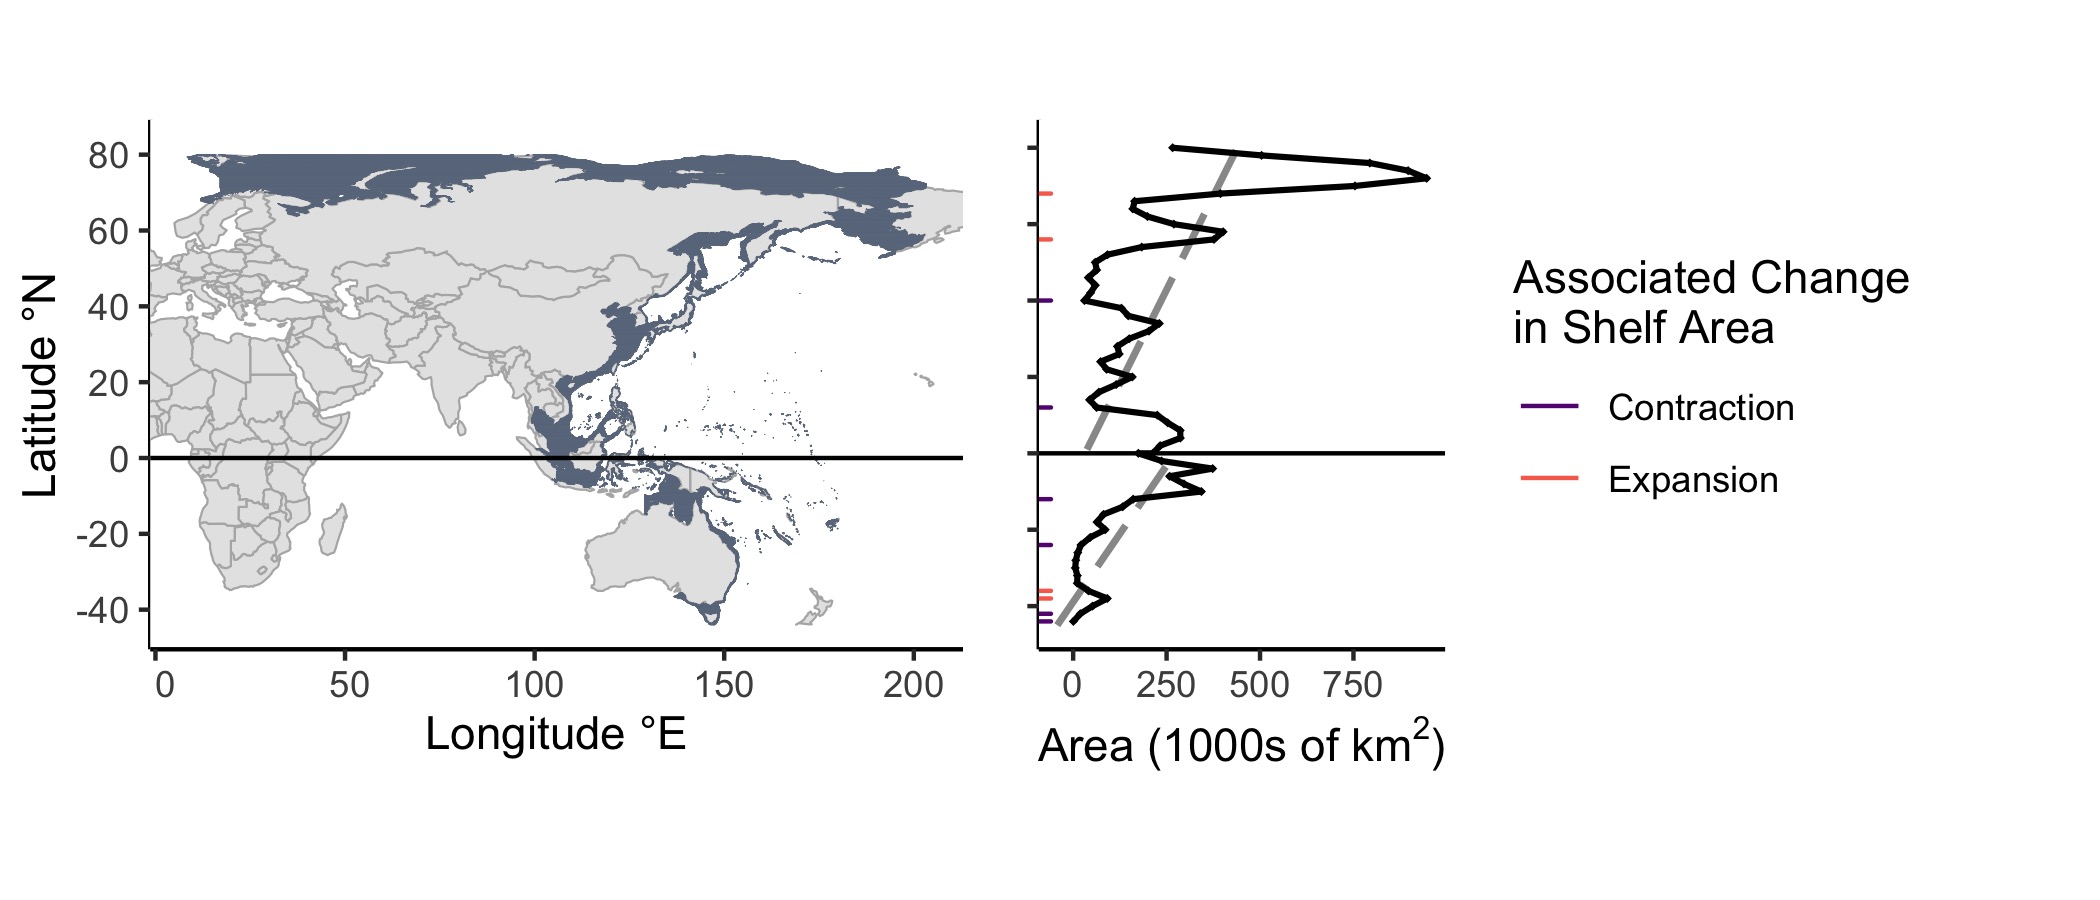 80
60
40
20
0
-20
-40
Latitude °N
0 50 100 150 200
Longitude °E
0 250 500 750
Area (1000s of km²)
Associated Change
in Shelf Area
Contraction
Expansion